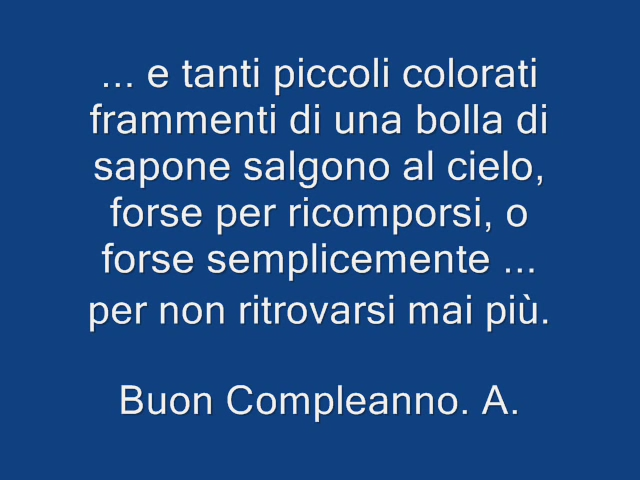 ... e tanti piccoli colorati
frammenti di una bolla di
sapone salgono al cielo,
forse per ricomporsi, o
forse semplicemente ...
per non ritrovarsi mai più.
Buon Compleanno. A.